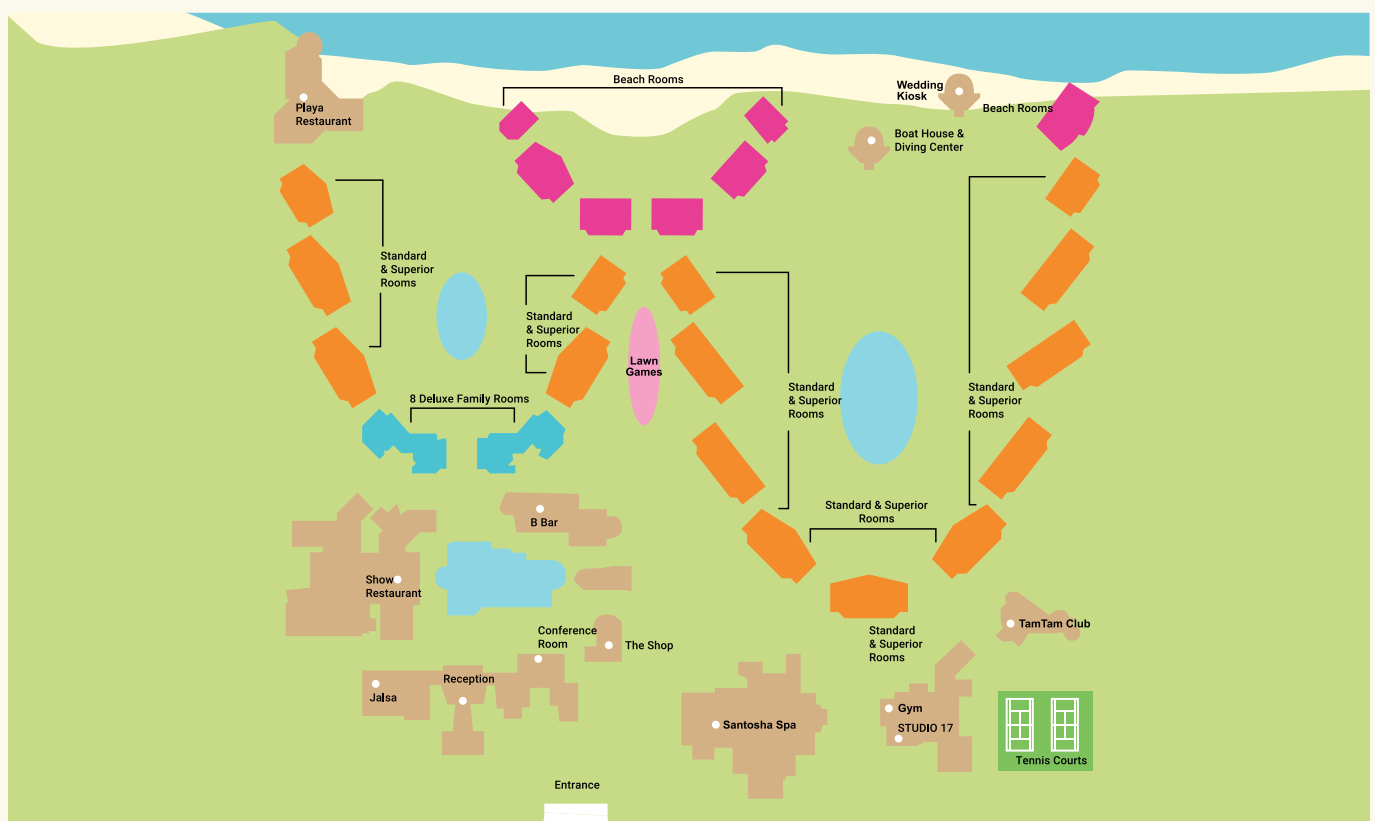 Beach Rooms
Wedding
Kiosk
Beach Rooms
Playa
Restaurant
Boat House &
Diving Center
Standard
& Superior
Rooms
Standard
& Superior
Rooms
Lawn
Games
Standard
& Superior
Rooms
Standard
& Superior
Rooms
8 Deluxe Family Rooms
Standard & Superior
Rooms
B Bar
Show
Restaurant
Conference
Room
The Shop
Standard
& Superior
Rooms
TamTam Club
Reception
Jalsa
Santosha Spa
Gym
STUDIO 17
Tennis Courts
Entrance